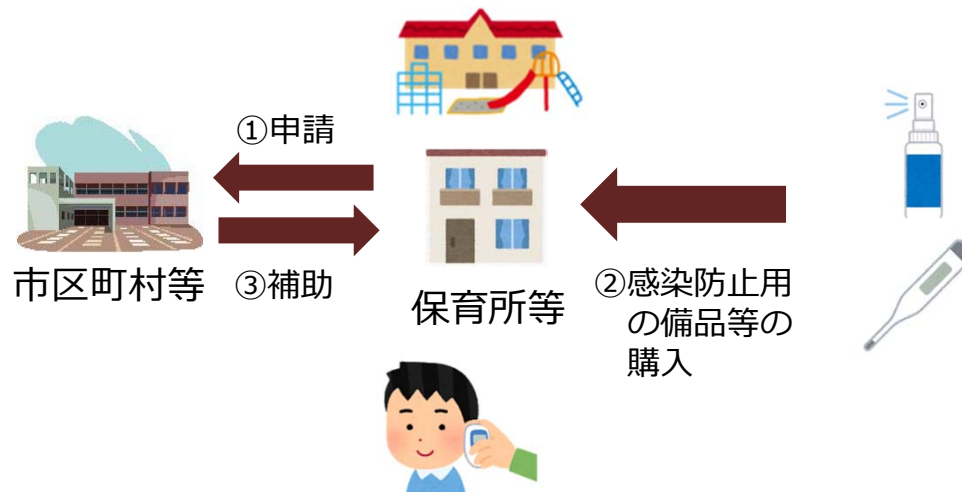 ①申請
市区町村等
③補助
保育所等
②感染防止用
の備品等の
購入